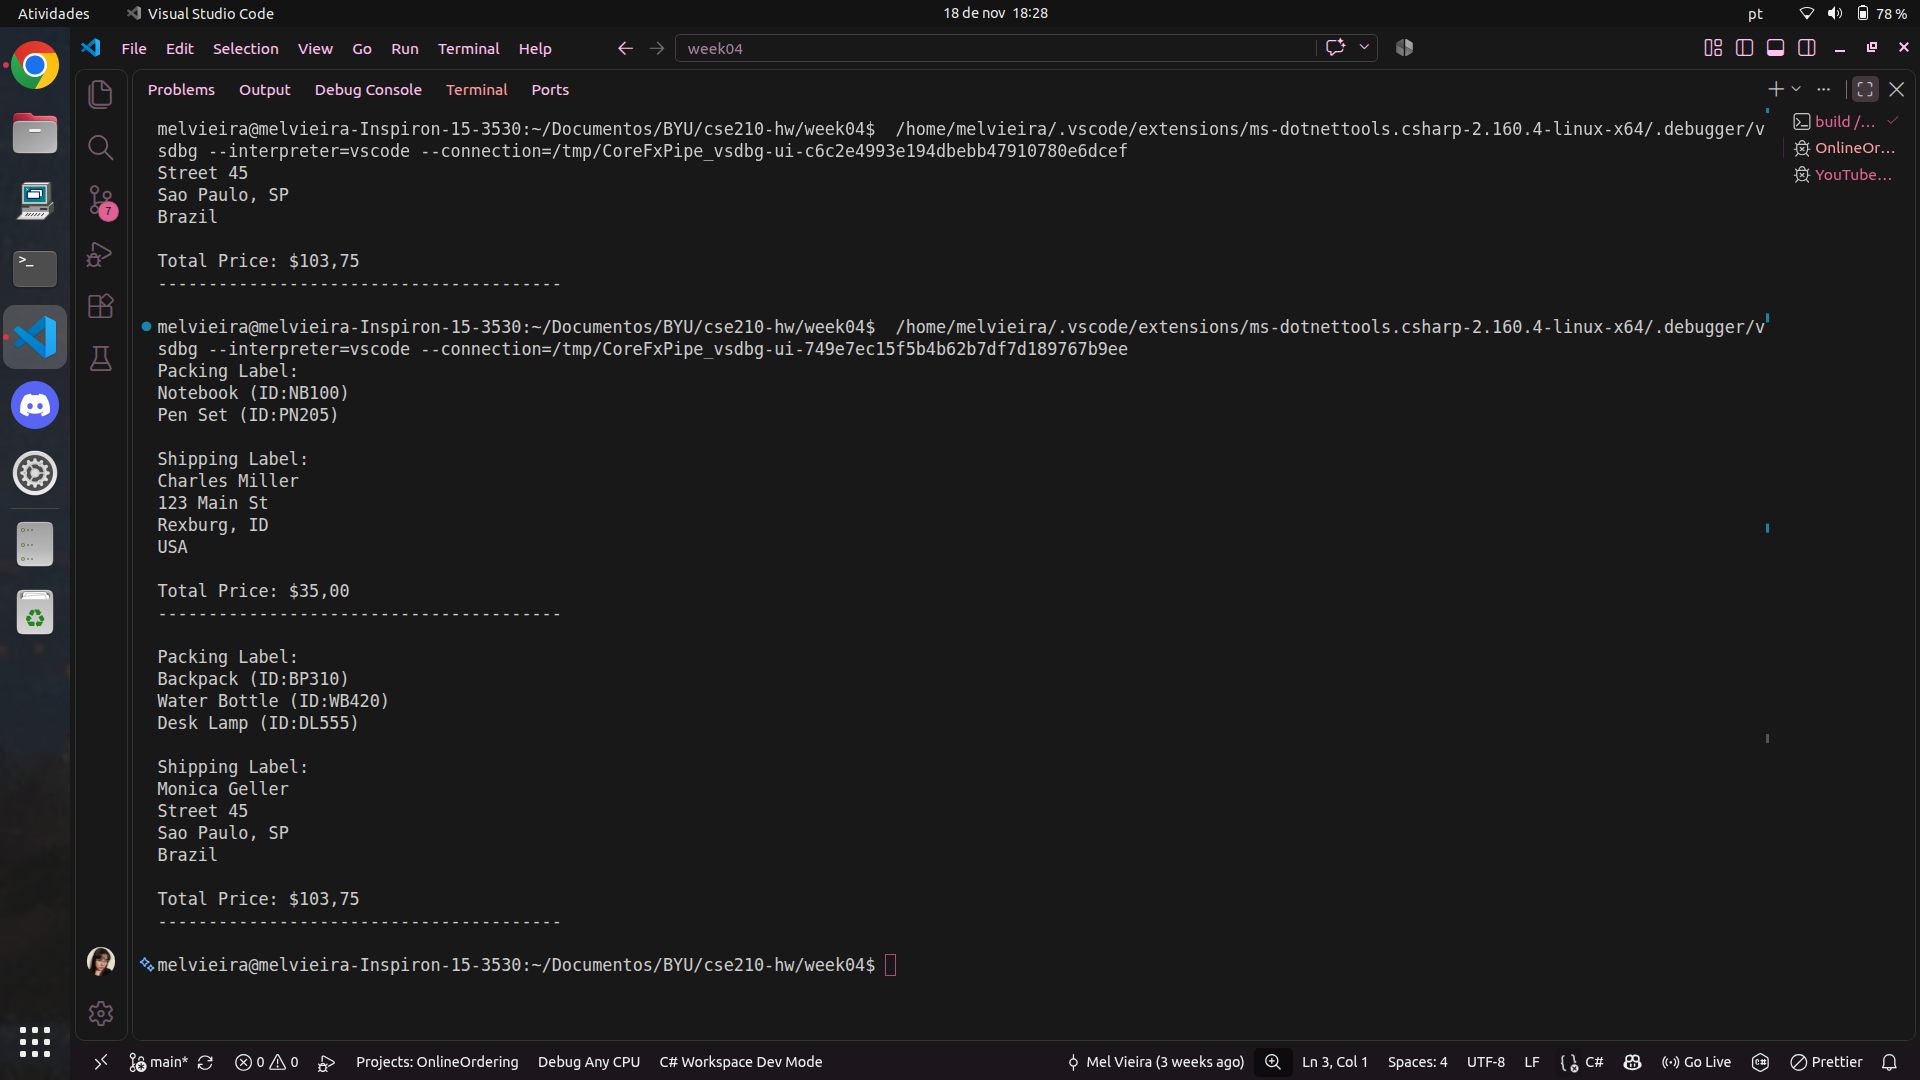 Atividades
Visual Studio Code
18 de nov 18:28
pt
78 %
File Edit Selection View Go Run Terminal Help
week04
Problems Output Debug Console Terminal Ports
melvieira@melvieira-Inspiron-15-3530:~/Documentos/BYU/cse210-hw/week04$  /home/melvieira/.vscode/extensions/ms-dotnettools.csharp-2.160.4-linux-x64/.debugger/v
sdbg --interpreter=vscode --connection=/tmp/CoreFxPipe_vsdbg-ui-c6c2e4993e194dbebb47910780e6dcef
Street 45
Sao Paulo, SP
Brazil
Total Price: $103,75
----------------------------------------
melvieira@melvieira-Inspiron-15-3530:~/Documentos/BYU/cse210-hw/week04$  /home/melvieira/.vscode/extensions/ms-dotnettools.csharp-2.160.4-linux-x64/.debugger/v
sdbg --interpreter=vscode --connection=/tmp/CoreFxPipe_vsdbg-ui-749e7ec15f5b4b62b7df7d189767b9ee
Packing Label:
Notebook (ID:NB100)
Pen Set (ID:PN205)
Shipping Label:
Charles Miller
123 Main St
Rexburg, ID
USA
Total Price: $35,00
----------------------------------------
Packing Label:
Backpack (ID:BP310)
Water Bottle (ID:WB420)
Desk Lamp (ID:DL555)
Shipping Label:
Monica Geller
Street 45
Sao Paulo, SP
Brazil
Total Price: $103,75
----------------------------------------
melvieira@melvieira-Inspiron-15-3530:~/Documentos/BYU/cse210-hw/week04$
build /...
OnlineOr...
YouTube...
7
main* 0 0 Projects: OnlineOrdering Debug Any CPU C# Workspace Dev Mode
Mel Vieira (3 weeks ago) Ln 3, Col 1 Spaces: 4 UTF-8 LF C# Go Live Prettier